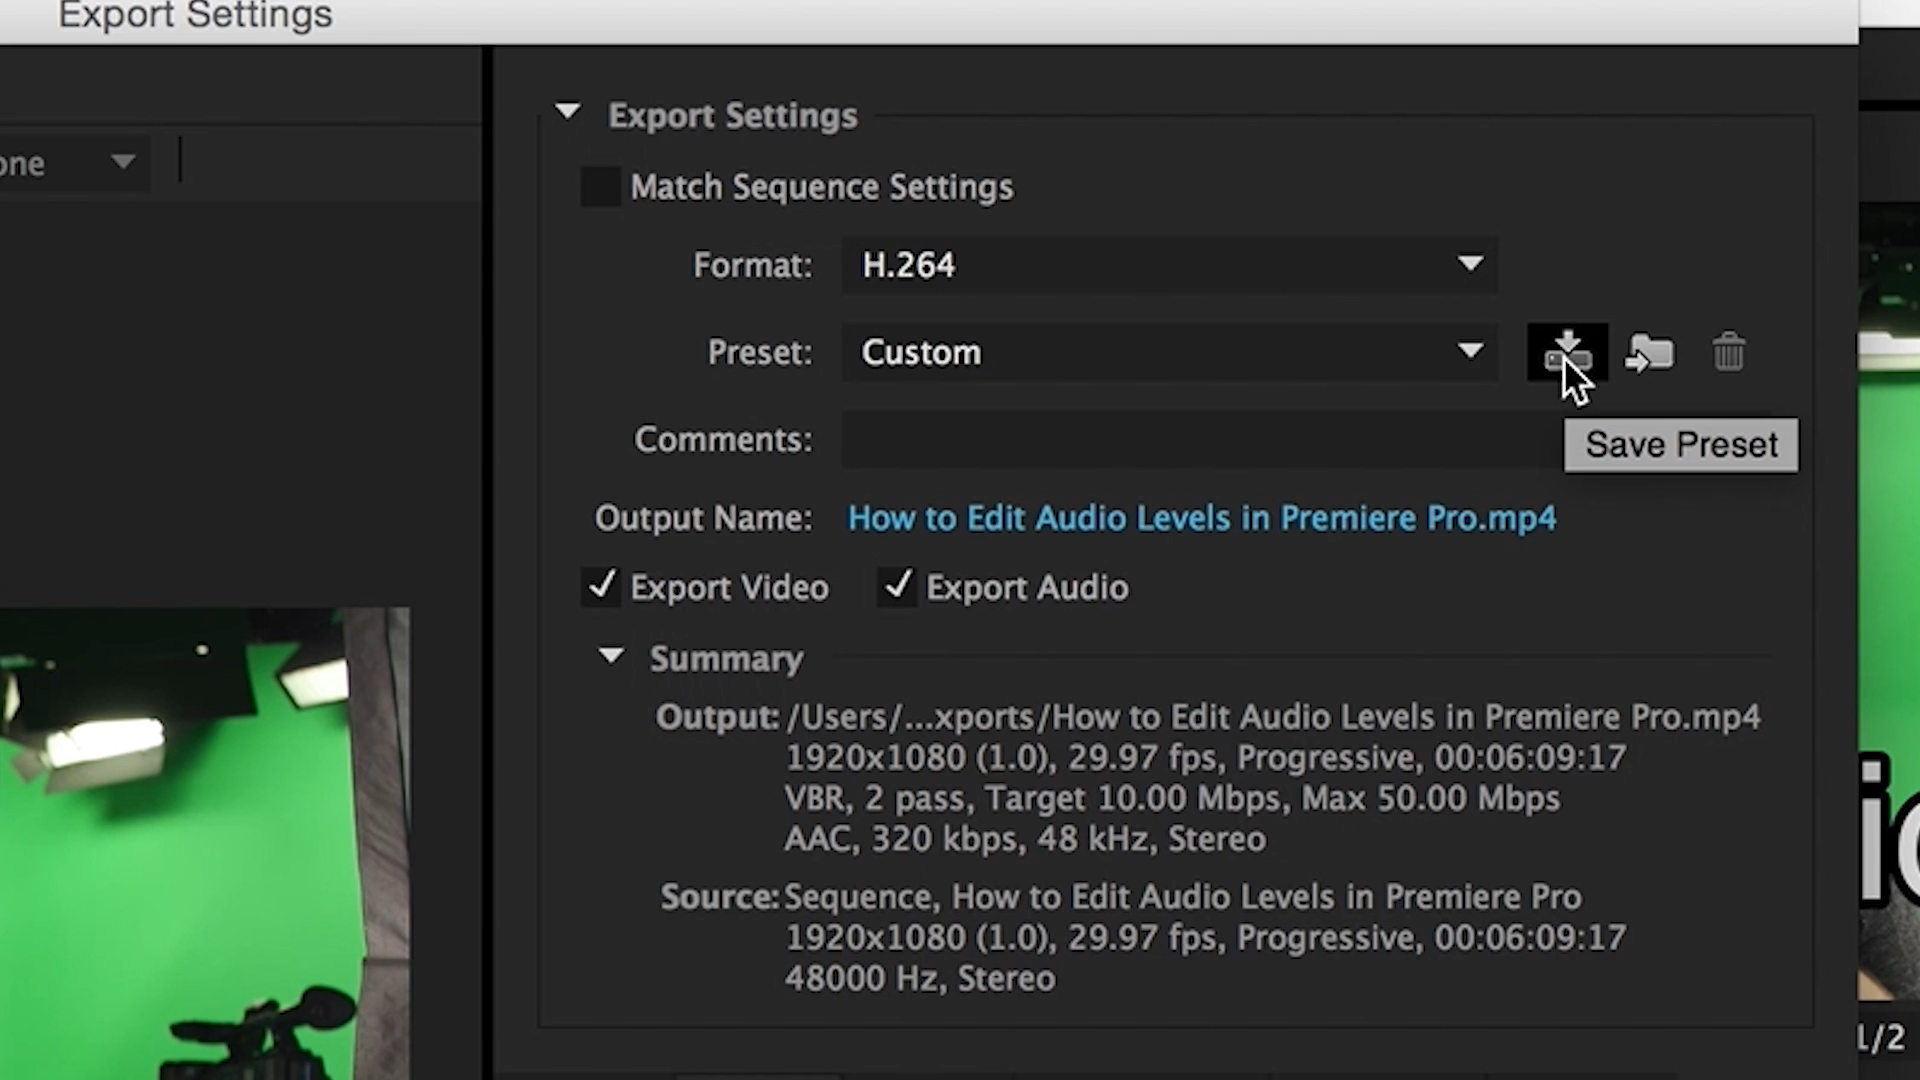 Export Settings
one
Export Settings
Match Sequence Settings
Format: H.264
Preset: Custom
Comments:
Save Preset
Output Name: How to Edit Audio Levels in Premiere Pro.mp4
Export Video Export Audio
Summary
Output: /Users/...xports/How to Edit Audio Levels in Premiere Pro.mp4
1920x1080 (1.0), 29.97 fps, Progressive, 00:06:09:17
VBR, 2 pass, Target 10.00 Mbps, Max 50.00 Mbps
AAC, 320 kbps, 48 kHz, Stereo
Source: Sequence, How to Edit Audio Levels in Premiere Pro
1920x1080 (1.0), 29.97 fps, Progressive, 00:06:09:17
48000 Hz, Stereo
1/2